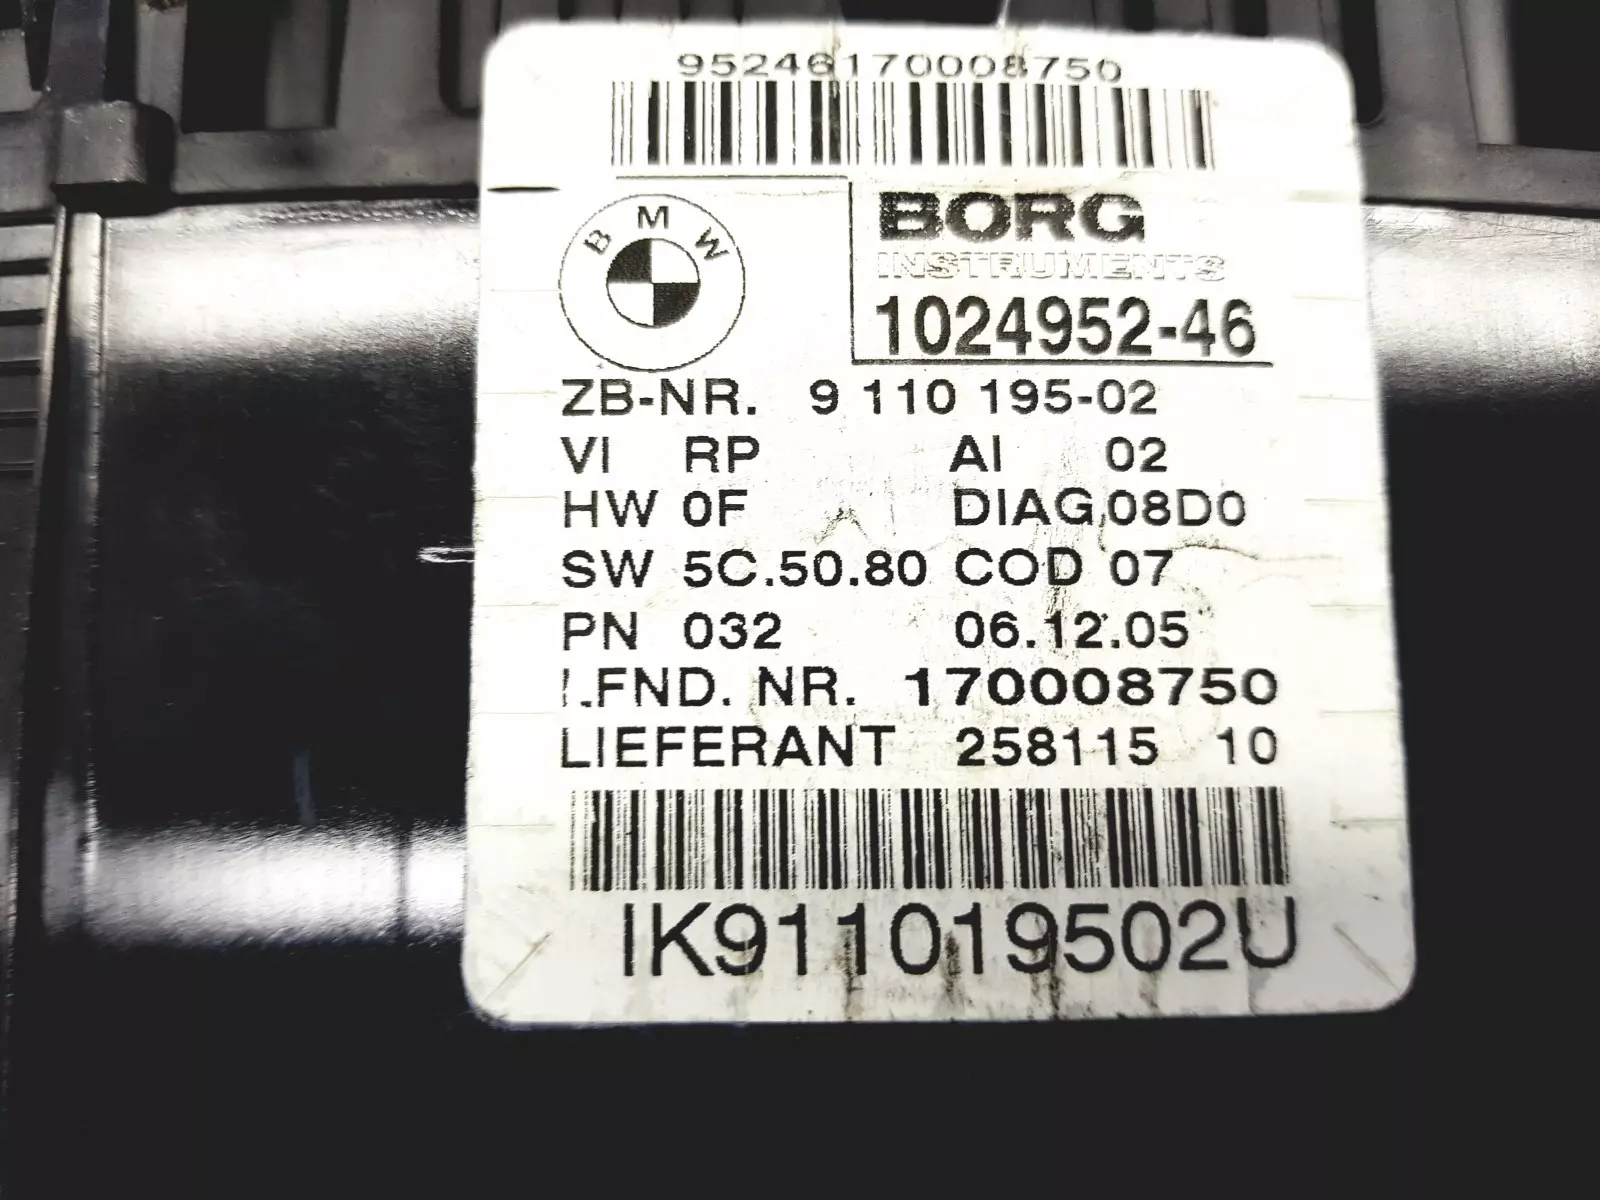 95246170008750
BMW
BORG
INSTRUMENTS
1024952-46
ZB-NR. 9 110 195-02
VI RP AI 02
HW 0F DIAG 08D0
SW 5C.50.80 COD 07
PN 032 06.12.05
LFND. NR. 170008750
LIEFERANT 258115 10
IK911019502U